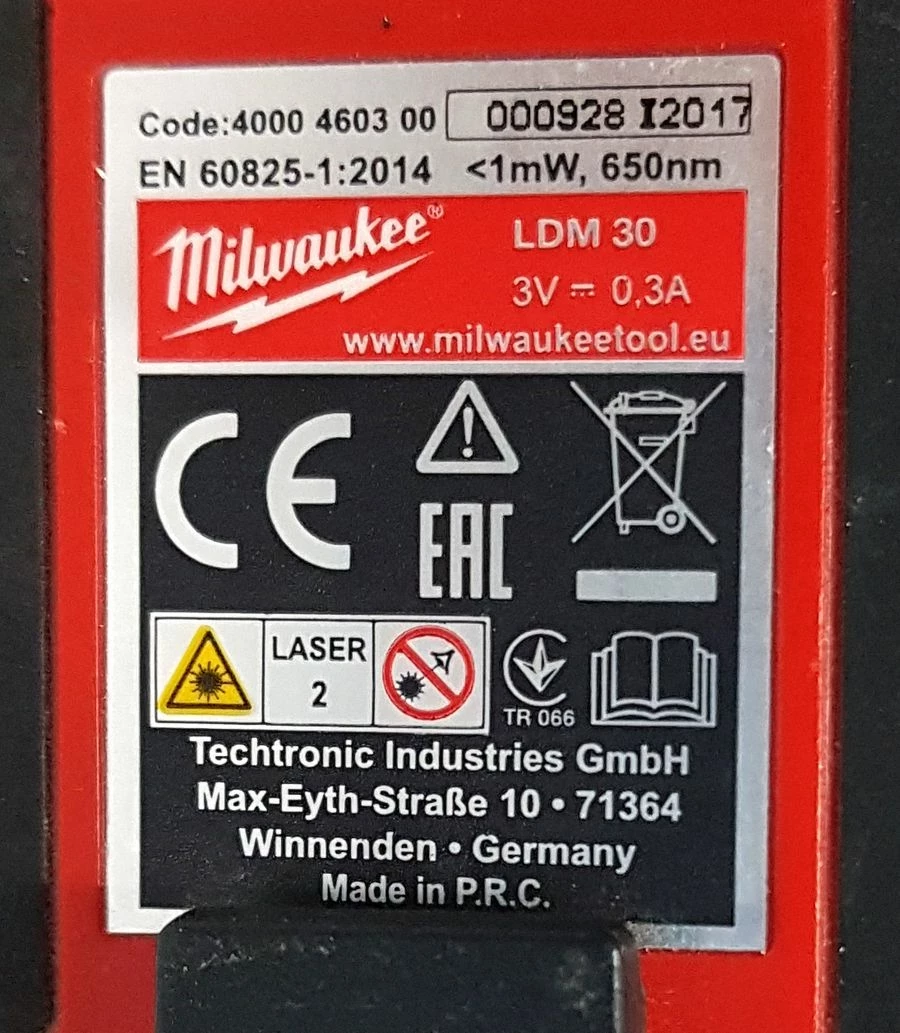 Code:4000 4603 00 000928 I2017
EN 60825-1:2014 <1mW, 650nm
Milwaukee®
LDM 30
3V ⎓ 0,3A
www.milwaukeetool.eu
CE
EAC
LASER
2
TR 066
Techtronic Industries GmbH
Max-Eyth-Straße 10 • 71364
Winnenden • Germany
Made in P.R.C.